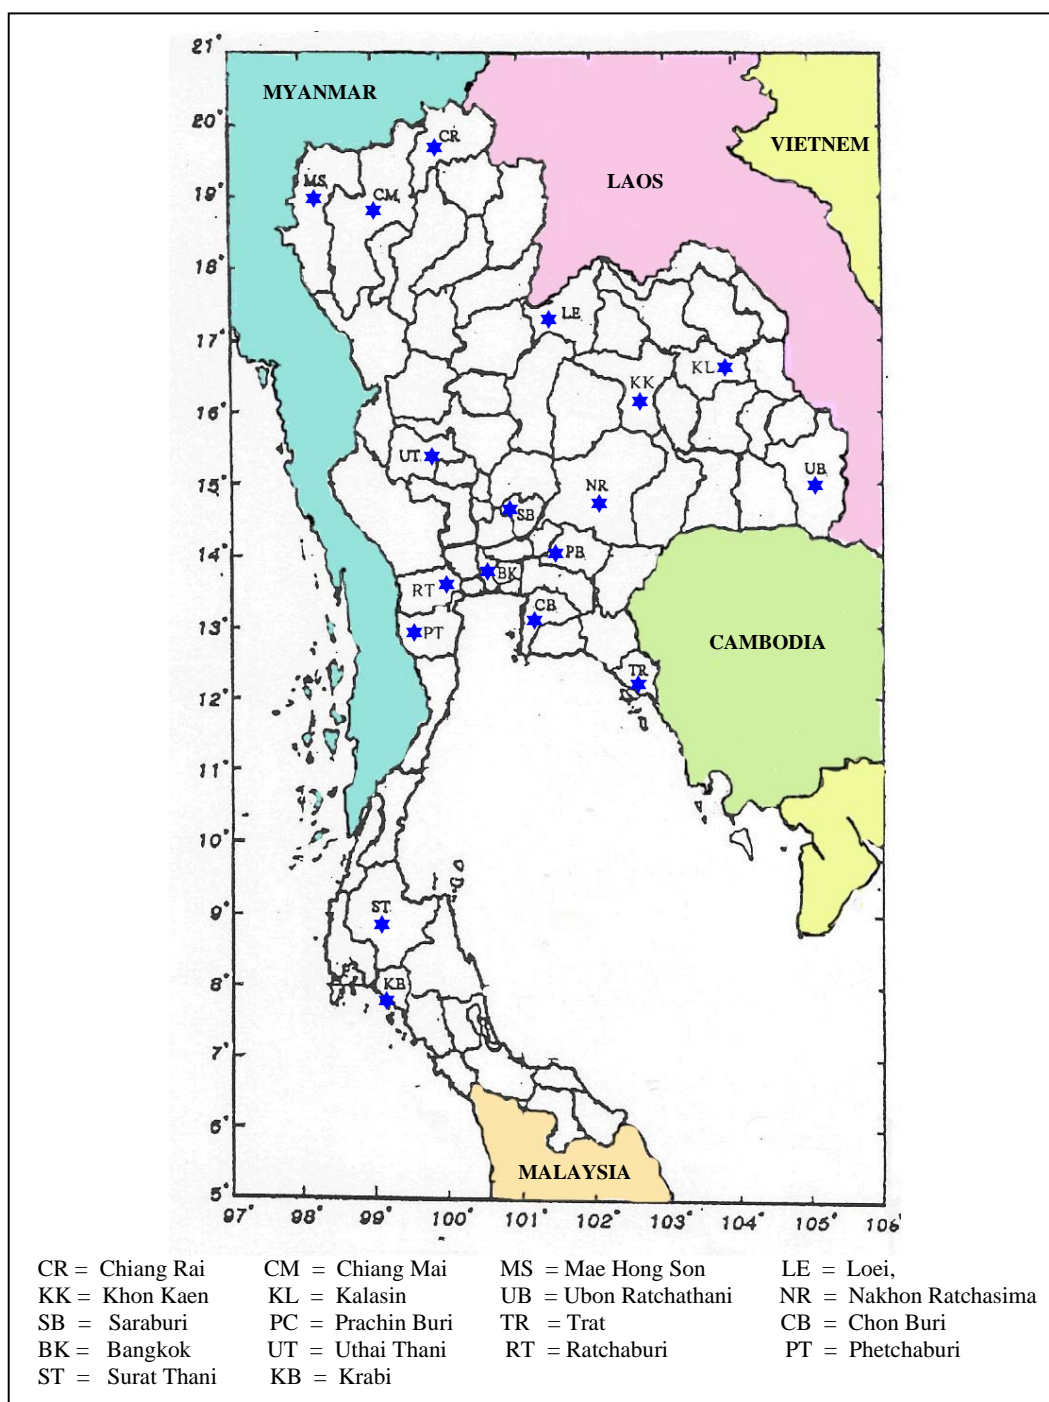 21°
MYANMAR
20°
CR
VIETNEM
LAOS
MS
19°
CM
18°
LE
17°
KL
KK
16°
UT
UB
15°
NR
SB
14°
PB
BK
RT
CB
13°
PT
CAMBODIA
TR
12°
11°
10°
ST
9°
8°
KB
7°
6°
MALAYSIA
5°
97° 98° 99° 100° 101° 102° 103° 104° 105° 106°
CR = Chiang Rai CM = Chiang Mai MS = Mae Hong Son LE = Loei,
KK = Khon Kaen KL = Kalasin UB = Ubon Ratchathani NR = Nakhon Ratchasima
SB = Saraburi PC = Prachin Buri TR = Trat CB = Chon Buri
BK = Bangkok UT = Uthai Thani RT = Ratchaburi PT = Phetchaburi
ST = Surat Thani KB = Krabi